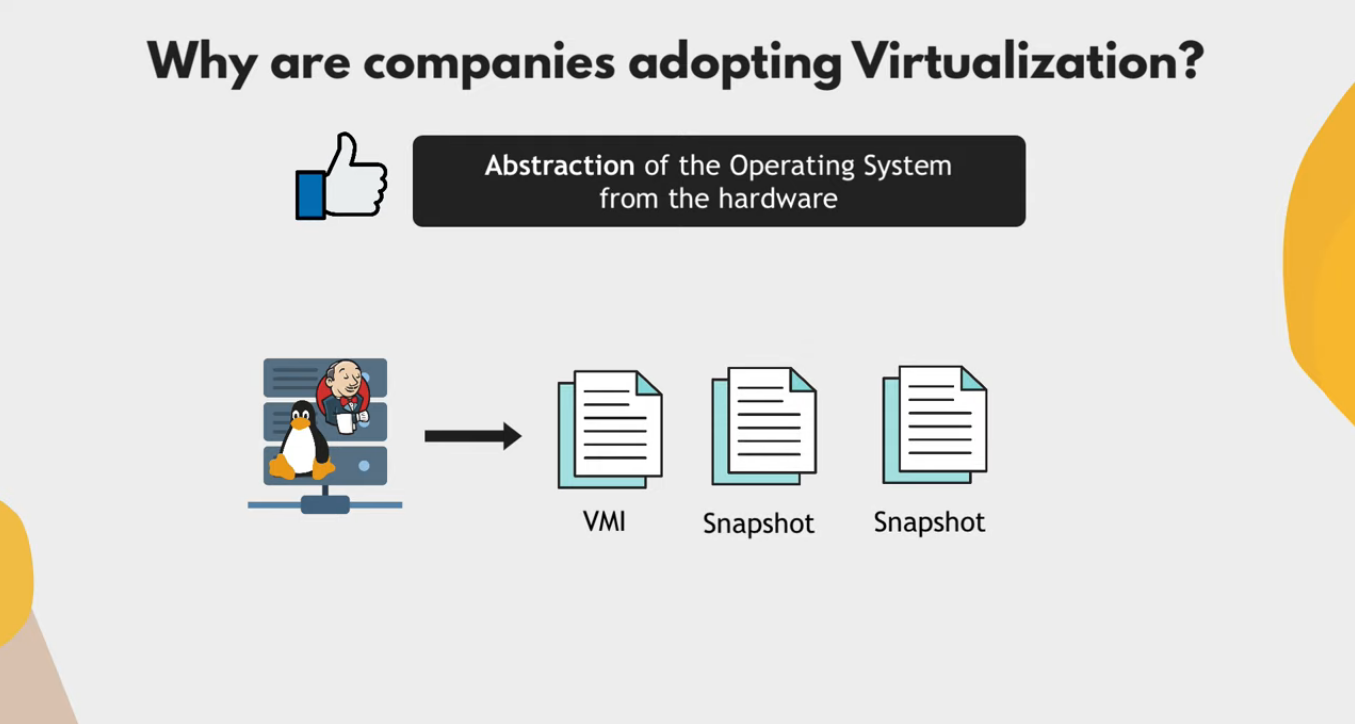 Why are companies adopting Virtualization?
Abstraction of the Operating System
from the hardware
VMI
Snapshot
Snapshot